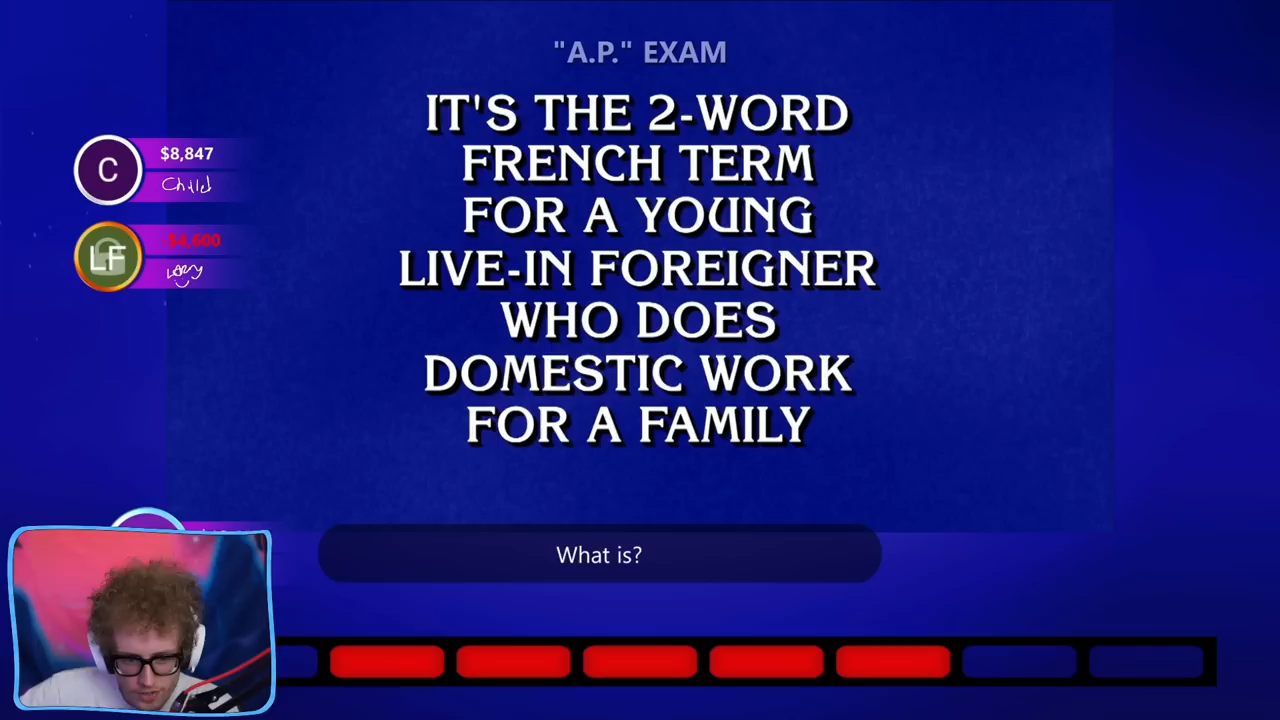 "A.P." EXAM
IT'S THE 2-WORD
FRENCH TERM
FOR A YOUNG
LIVE-IN FOREIGNER
WHO DOES
DOMESTIC WORK
FOR A FAMILY
C
$8,847
Child
LF
-$4,600
What is?